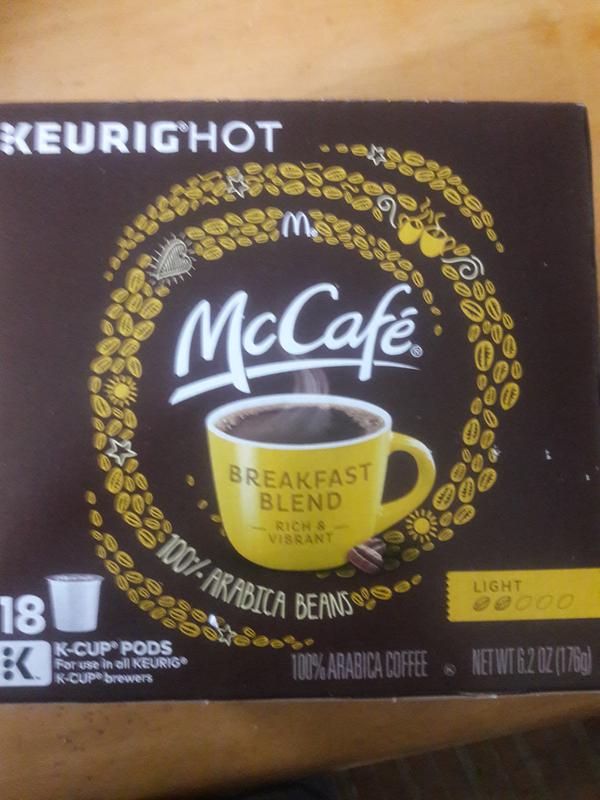 KEURIG® HOT
M®
McCafé®
BREAKFAST
BLEND
— RICH &
VIBRANT —
100% ARABICA BEANS
LIGHT
18
K-CUP® PODS
For use in all KEURIG®
K-CUP® brewers
K
100% ARABICA COFFEE
NET WT 6.2 OZ (176g)